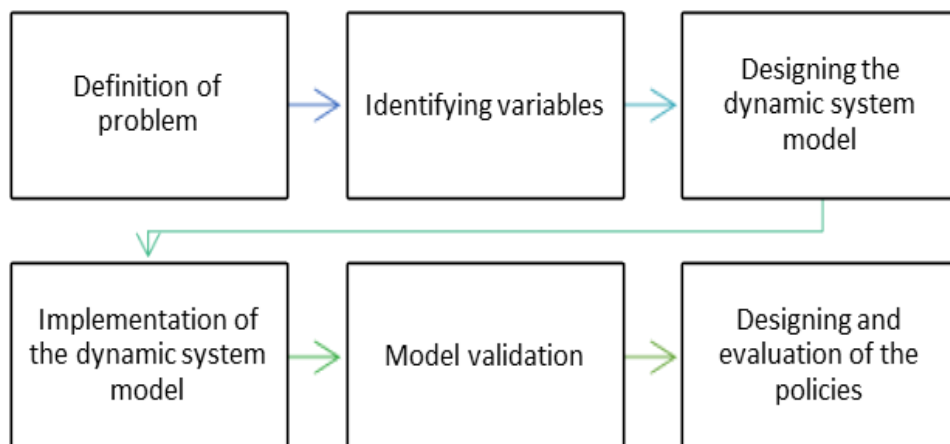 Definition of
problem
Identifying variables
Designing the
dynamic system
model
Implementation of
the dynamic system
model
Model validation
Designing and
evaluation of the
policies